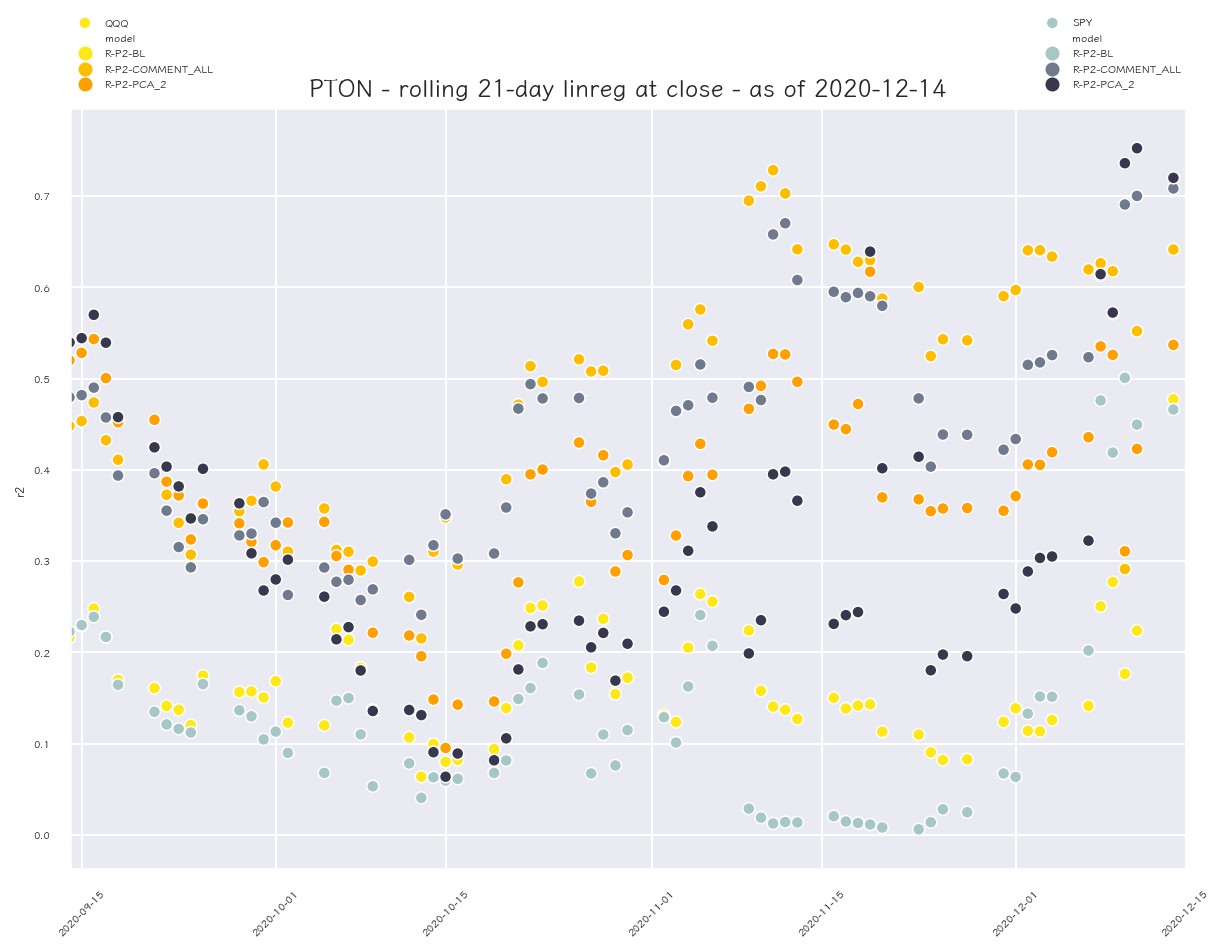 QQQ
model
R-P2-BL
R-P2-COMMENT_ALL
R-P2-PCA_2
SPY
model
R-P2-BL
R-P2-COMMENT_ALL
R-P2-PCA_2
PTON - rolling 21-day linreg at close - as of 2020-12-14
r2
0.7
0.6
0.5
0.4
0.3
0.2
0.1
0.0
2020-09-15
2020-10-01
2020-10-15
2020-11-01
2020-11-15
2020-12-01
2020-12-15